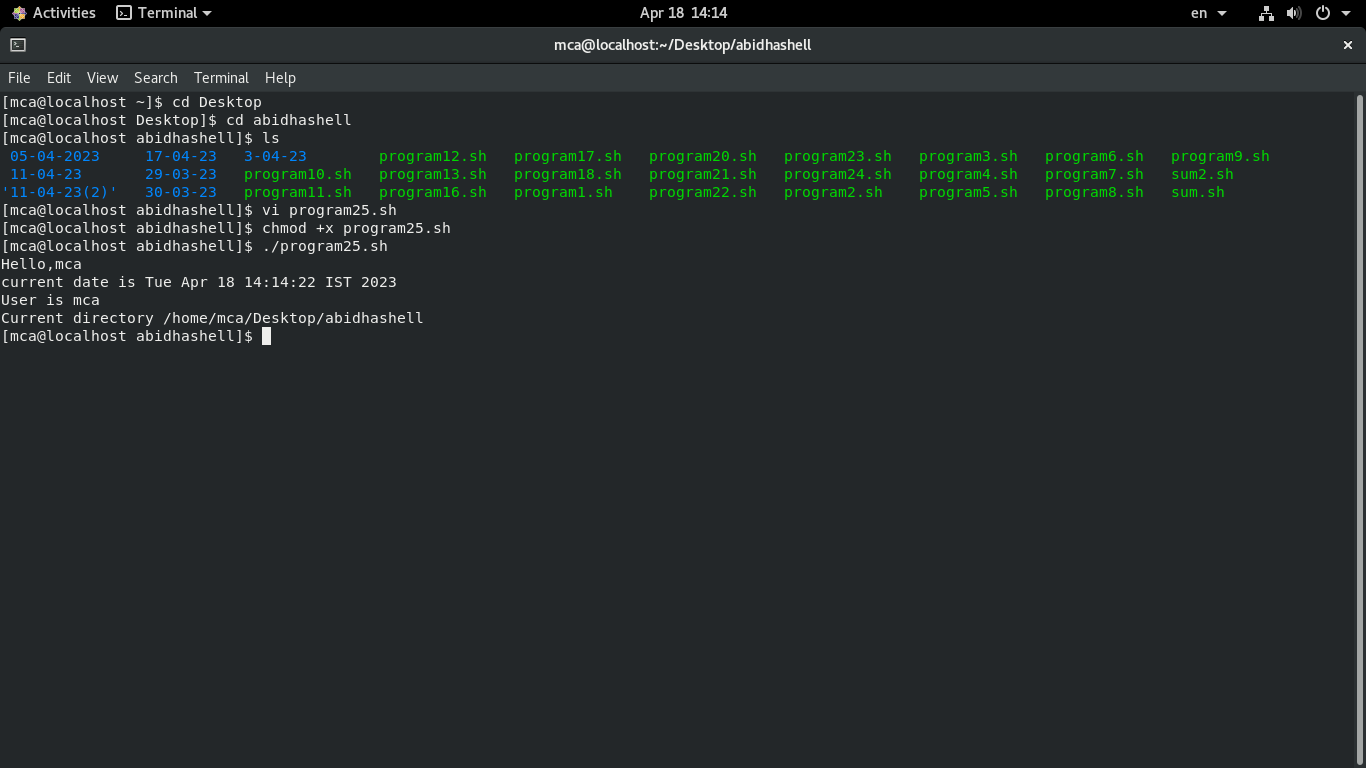 Activities Terminal Apr 18 14:14 en
mca@localhost:~/Desktop/abidhashell ×
File Edit View Search Terminal Help
[mca@localhost ~]$ cd Desktop
[mca@localhost Desktop]$ cd abidhashell
[mca@localhost abidhashell]$ ls
 05-04-2023     17-04-23   3-04-23        program12.sh   program17.sh   program20.sh   program23.sh   program3.sh   program6.sh   program9.sh
 11-04-23       29-03-23   program10.sh   program13.sh   program18.sh   program21.sh   program24.sh   program4.sh   program7.sh   sum2.sh
'11-04-23(2)'   30-03-23   program11.sh   program16.sh   program1.sh    program22.sh   program2.sh    program5.sh   program8.sh   sum.sh
[mca@localhost abidhashell]$ vi program25.sh
[mca@localhost abidhashell]$ chmod +x program25.sh
[mca@localhost abidhashell]$ ./program25.sh
Hello,mca
current date is Tue Apr 18 14:14:22 IST 2023
User is mca
Current directory /home/mca/Desktop/abidhashell
[mca@localhost abidhashell]$